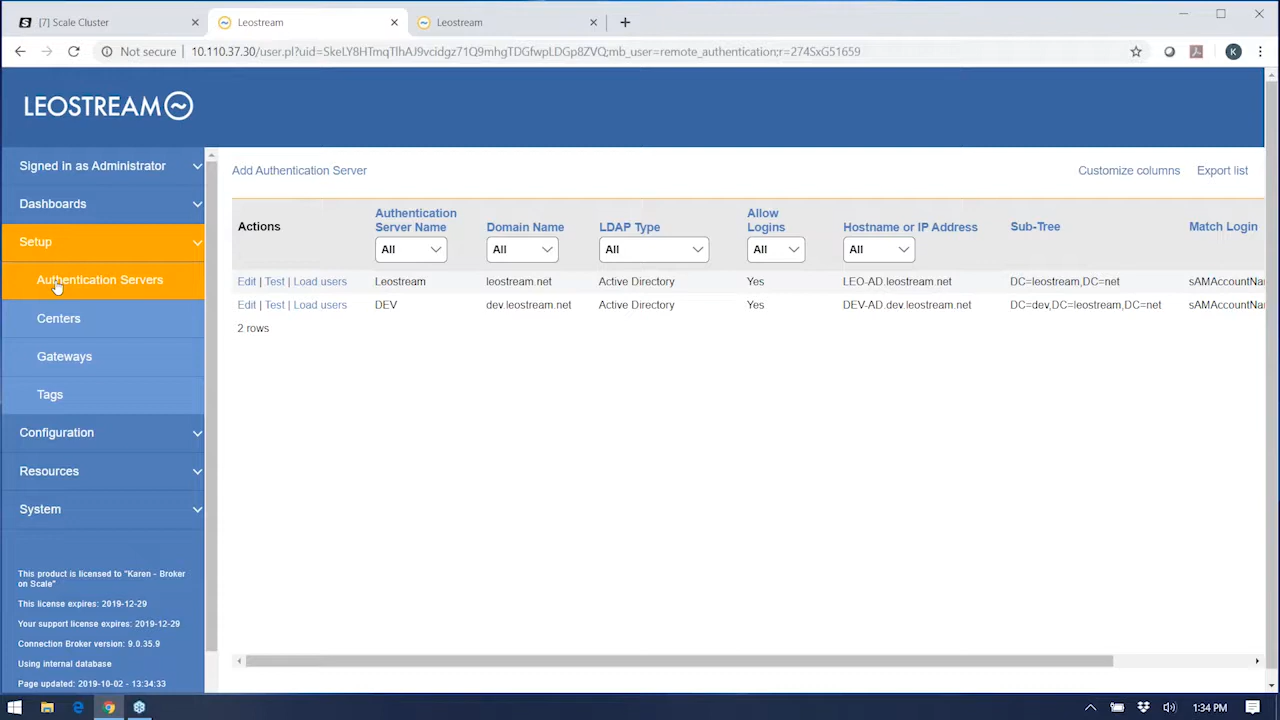 [7] Scale Cluster
Leostream
Leostream
Not secure
10.110.37.30/user.pl?uid=SkeLY8HTmqTlhAJ9vcidgz71Q9mhgTDGfwpLDGp8ZVQ;mb_user=remote_authentication;r=274SxG51659
K
LEOSTREAM
Signed in as Administrator
Dashboards
Setup
Authentication Servers
Centers
Gateways
Tags
Configuration
Resources
System
This product is licensed to "Karen - Broker
on Scale"
This license expires: 2019-12-29
Your support license expires: 2019-12-29
Connection Broker version: 9.0.35.9
Using internal database
Page updated: 2019-10-02 - 13:34:33
Add Authentication Server
Customize columns
Export list
Actions
Authentication
Server Name
Domain Name
LDAP Type
Allow
Logins
Hostname or IP Address
Sub-Tree
Match Login
All
All
All
All
All
Edit | Test | Load users Leostream leostream.net Active Directory Yes LEO-AD.leostream.net DC=leostream,DC=net sAMAccountNa
Edit | Test | Load users DEV dev.leostream.net Active Directory Yes DEV-AD.dev.leostream.net DC=dev,DC=leostream,DC=net sAMAccountNa
2 rows
1:34 PM